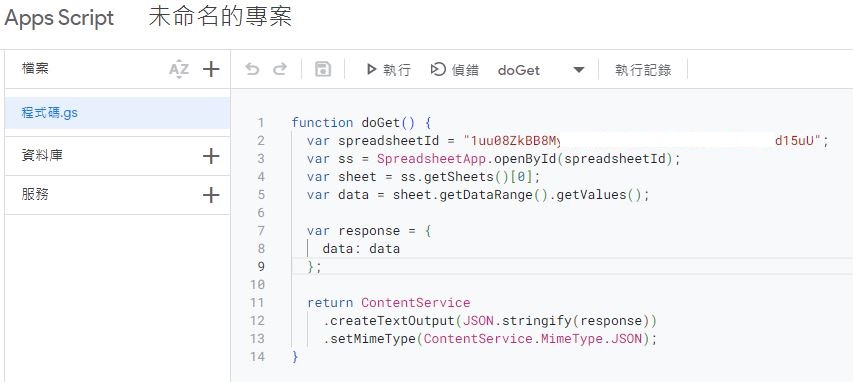 Apps Script 未命名的專案
檔案 AZ
執行 偵錯 doGet 執行記錄
程式碼.gs
資料庫
服務
1 function doGet() {
2 var spreadsheetId = "1uu08ZkBB8My d15uU";
3 var ss = SpreadsheetApp.openById(spreadsheetId);
4 var sheet = ss.getSheets()[0];
5 var data = sheet.getDataRange().getValues();
6
7 var response = {
8 data: data
9 };
10
11 return ContentService
12 .createTextOutput(JSON.stringify(response))
13 .setMimeType(ContentService.MimeType.JSON);
14 }